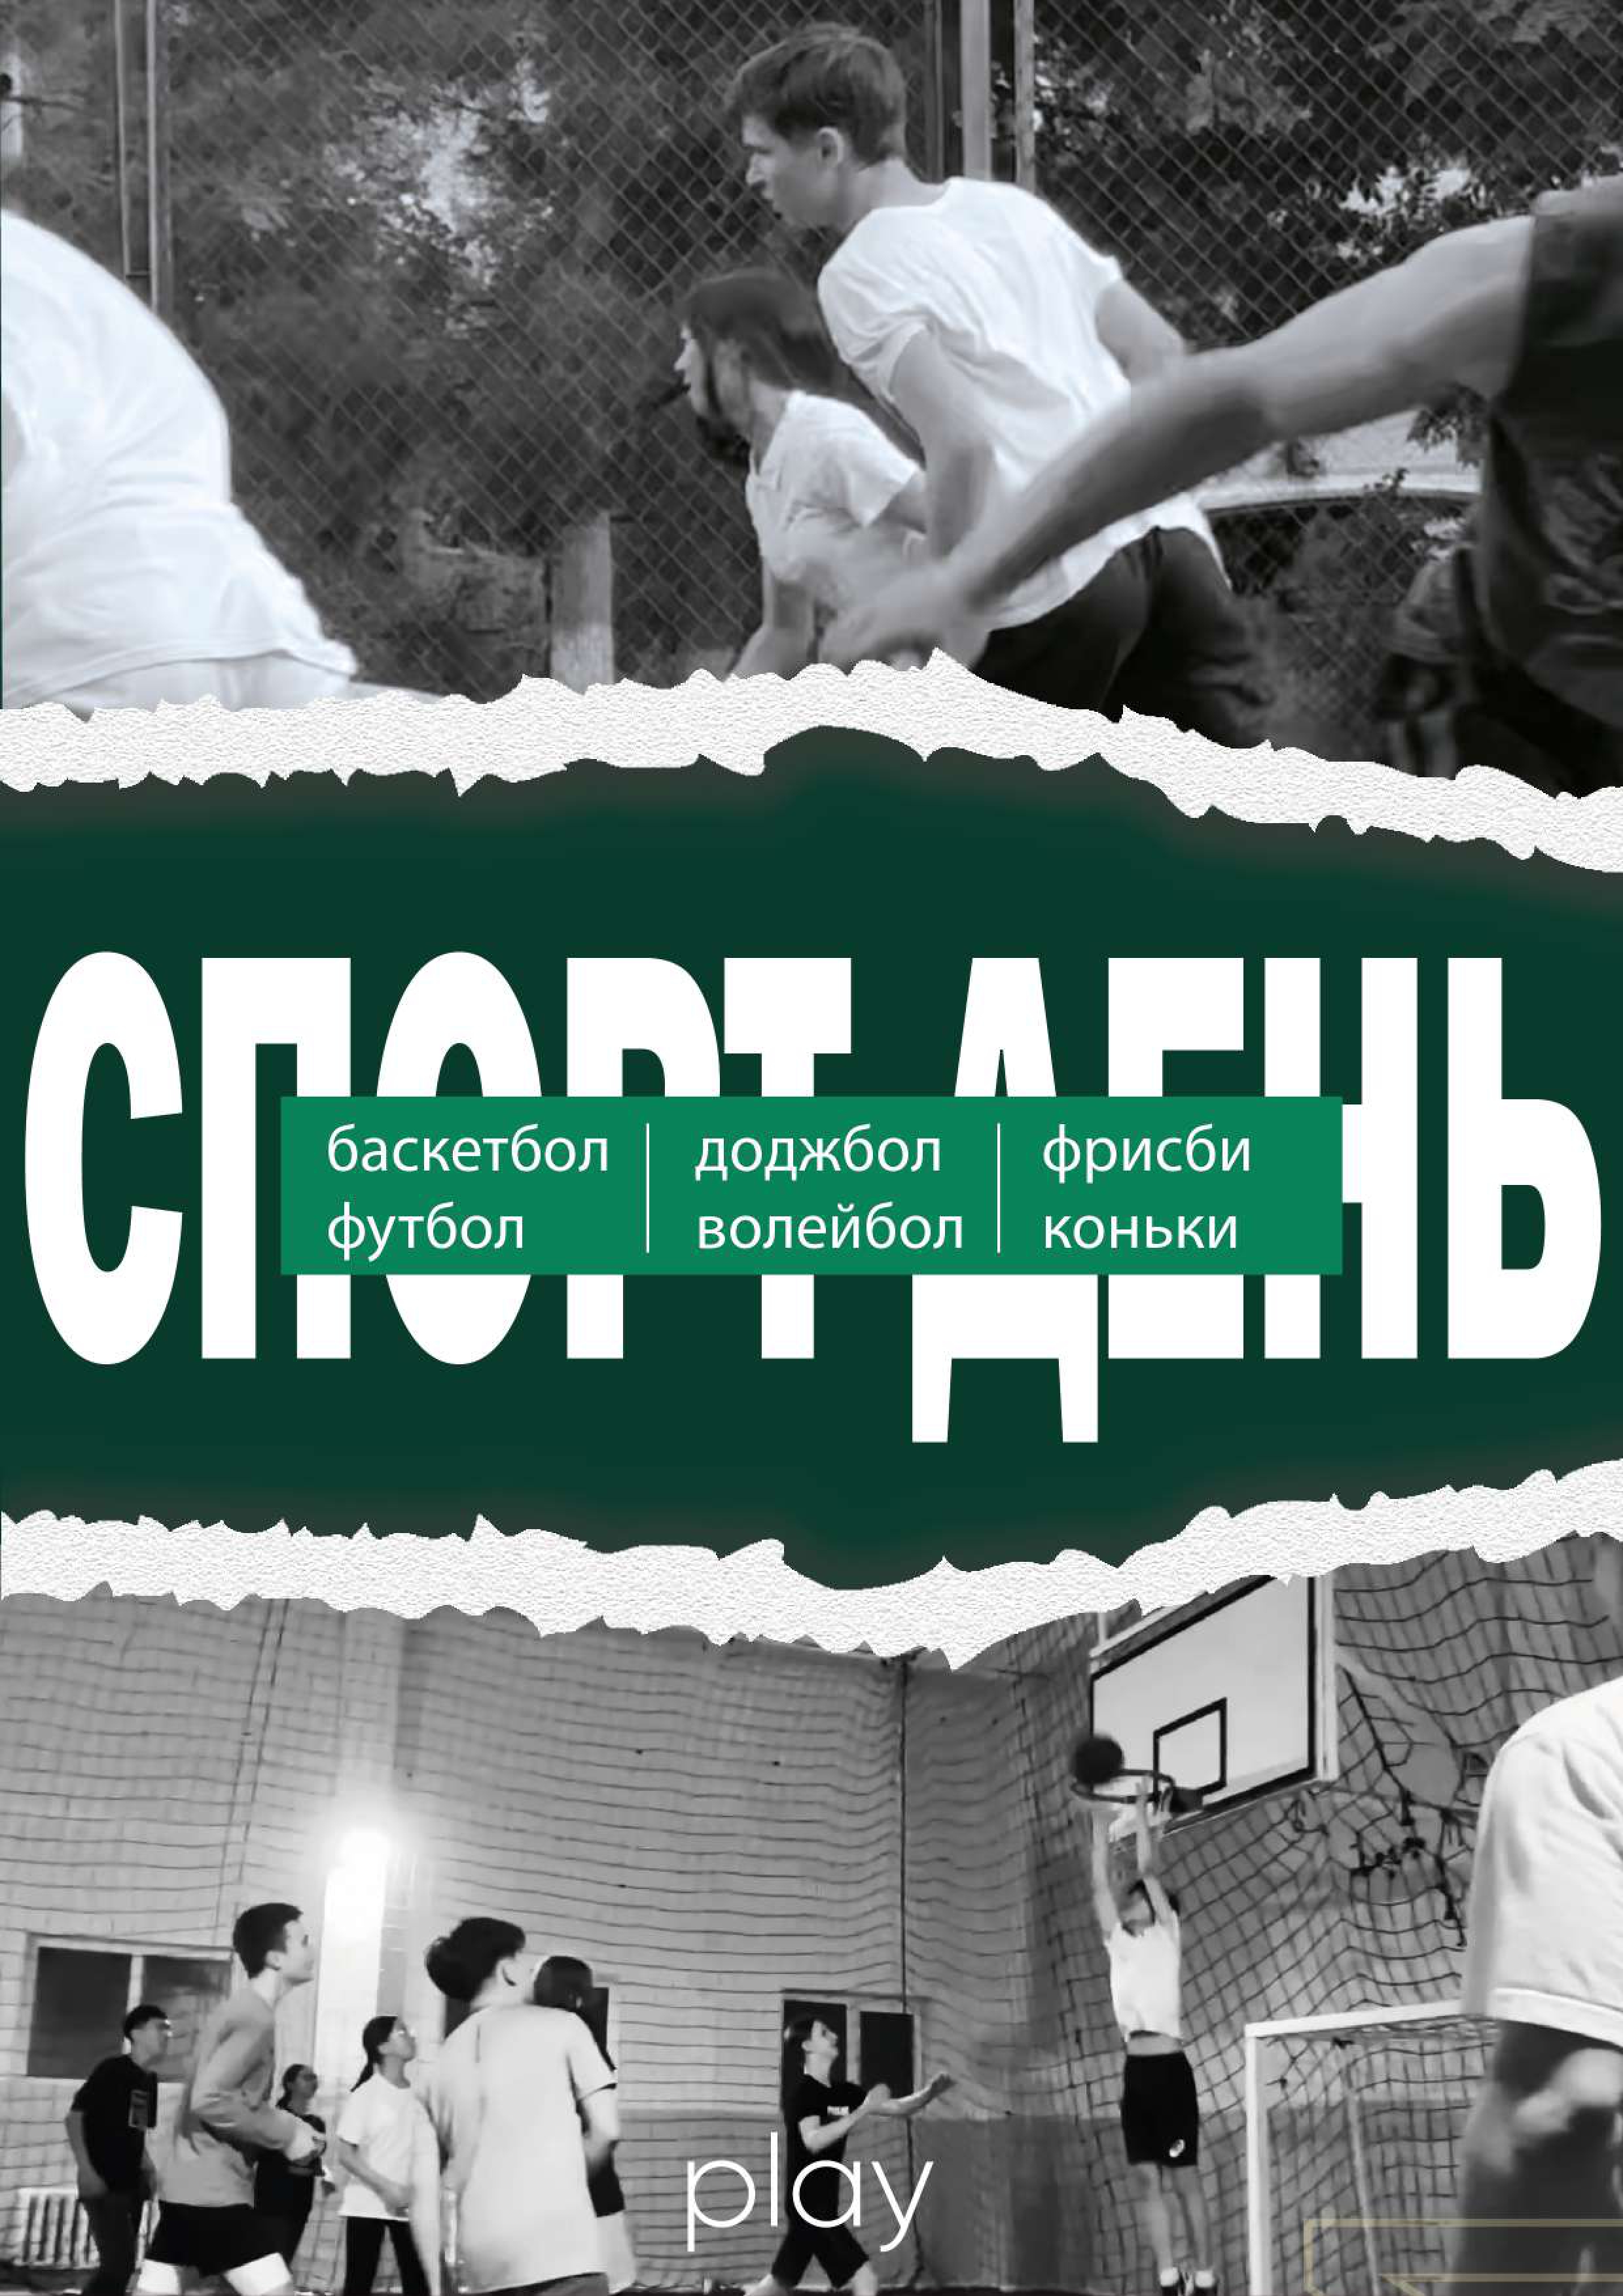 СПОРТ ДЕНЬ
баскетбол
футбол
доджбол
волейбол
фрисби
коньки
play